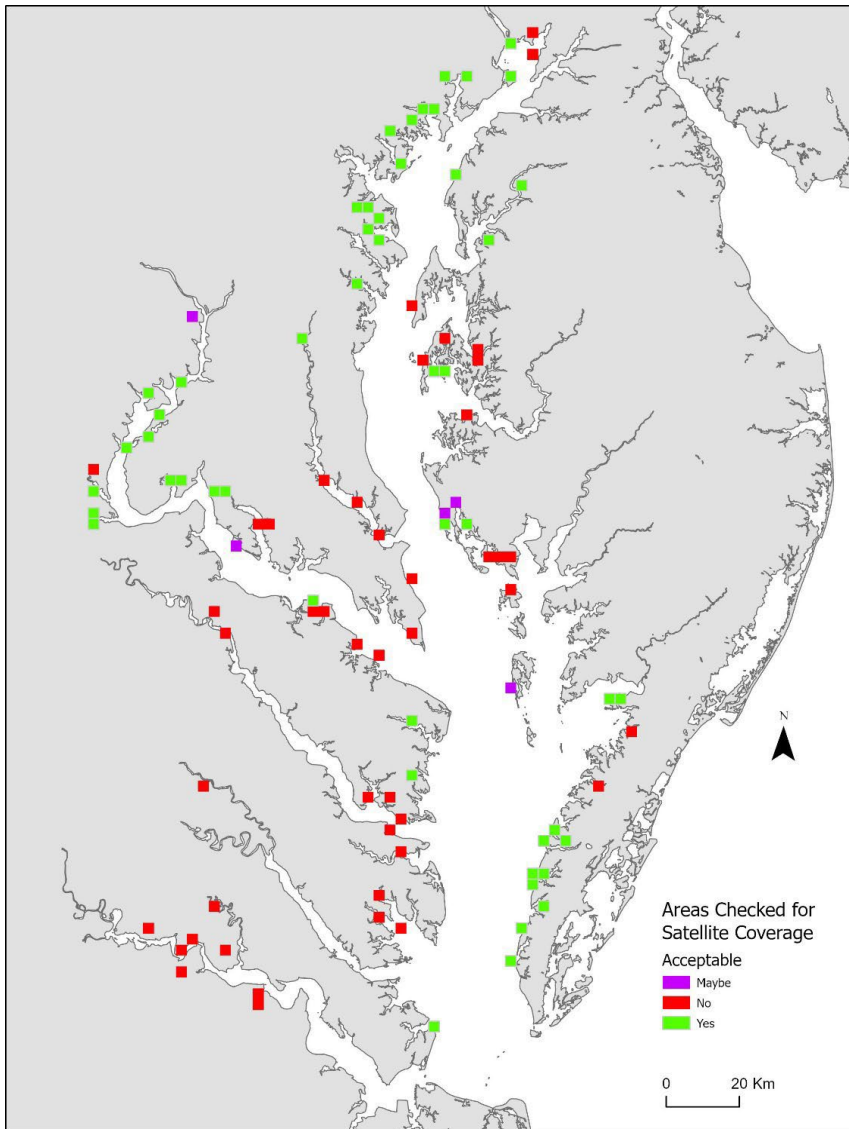 N
Areas Checked for
Satellite Coverage
Acceptable
Maybe
No
Yes
0 20 Km